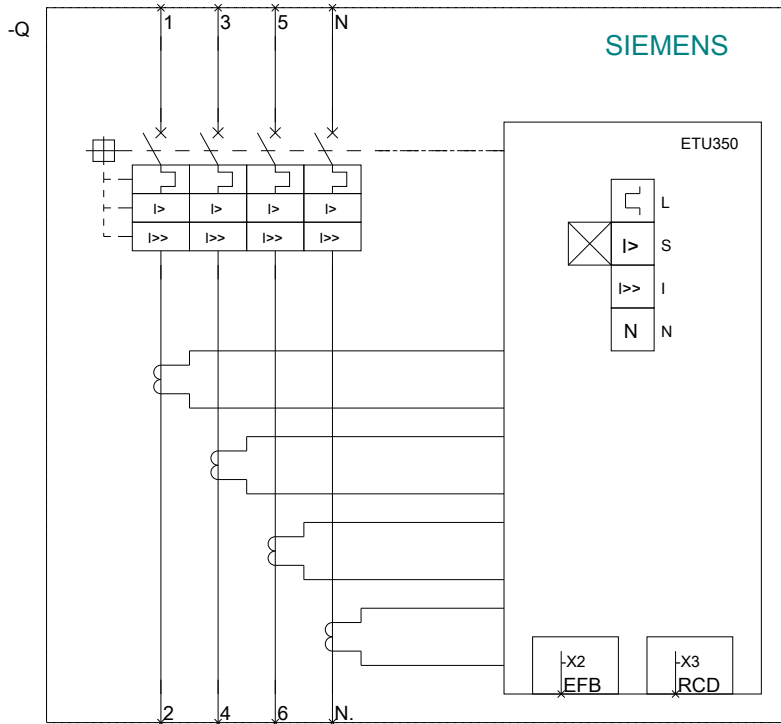 -Q
1 3 5 N
SIEMENS
ETU350
L
I> I> I> I> I> S
I>> I>> I>> I>> I>> I
N N
-X2 -X3
EFB RCD
2 4 6 N.